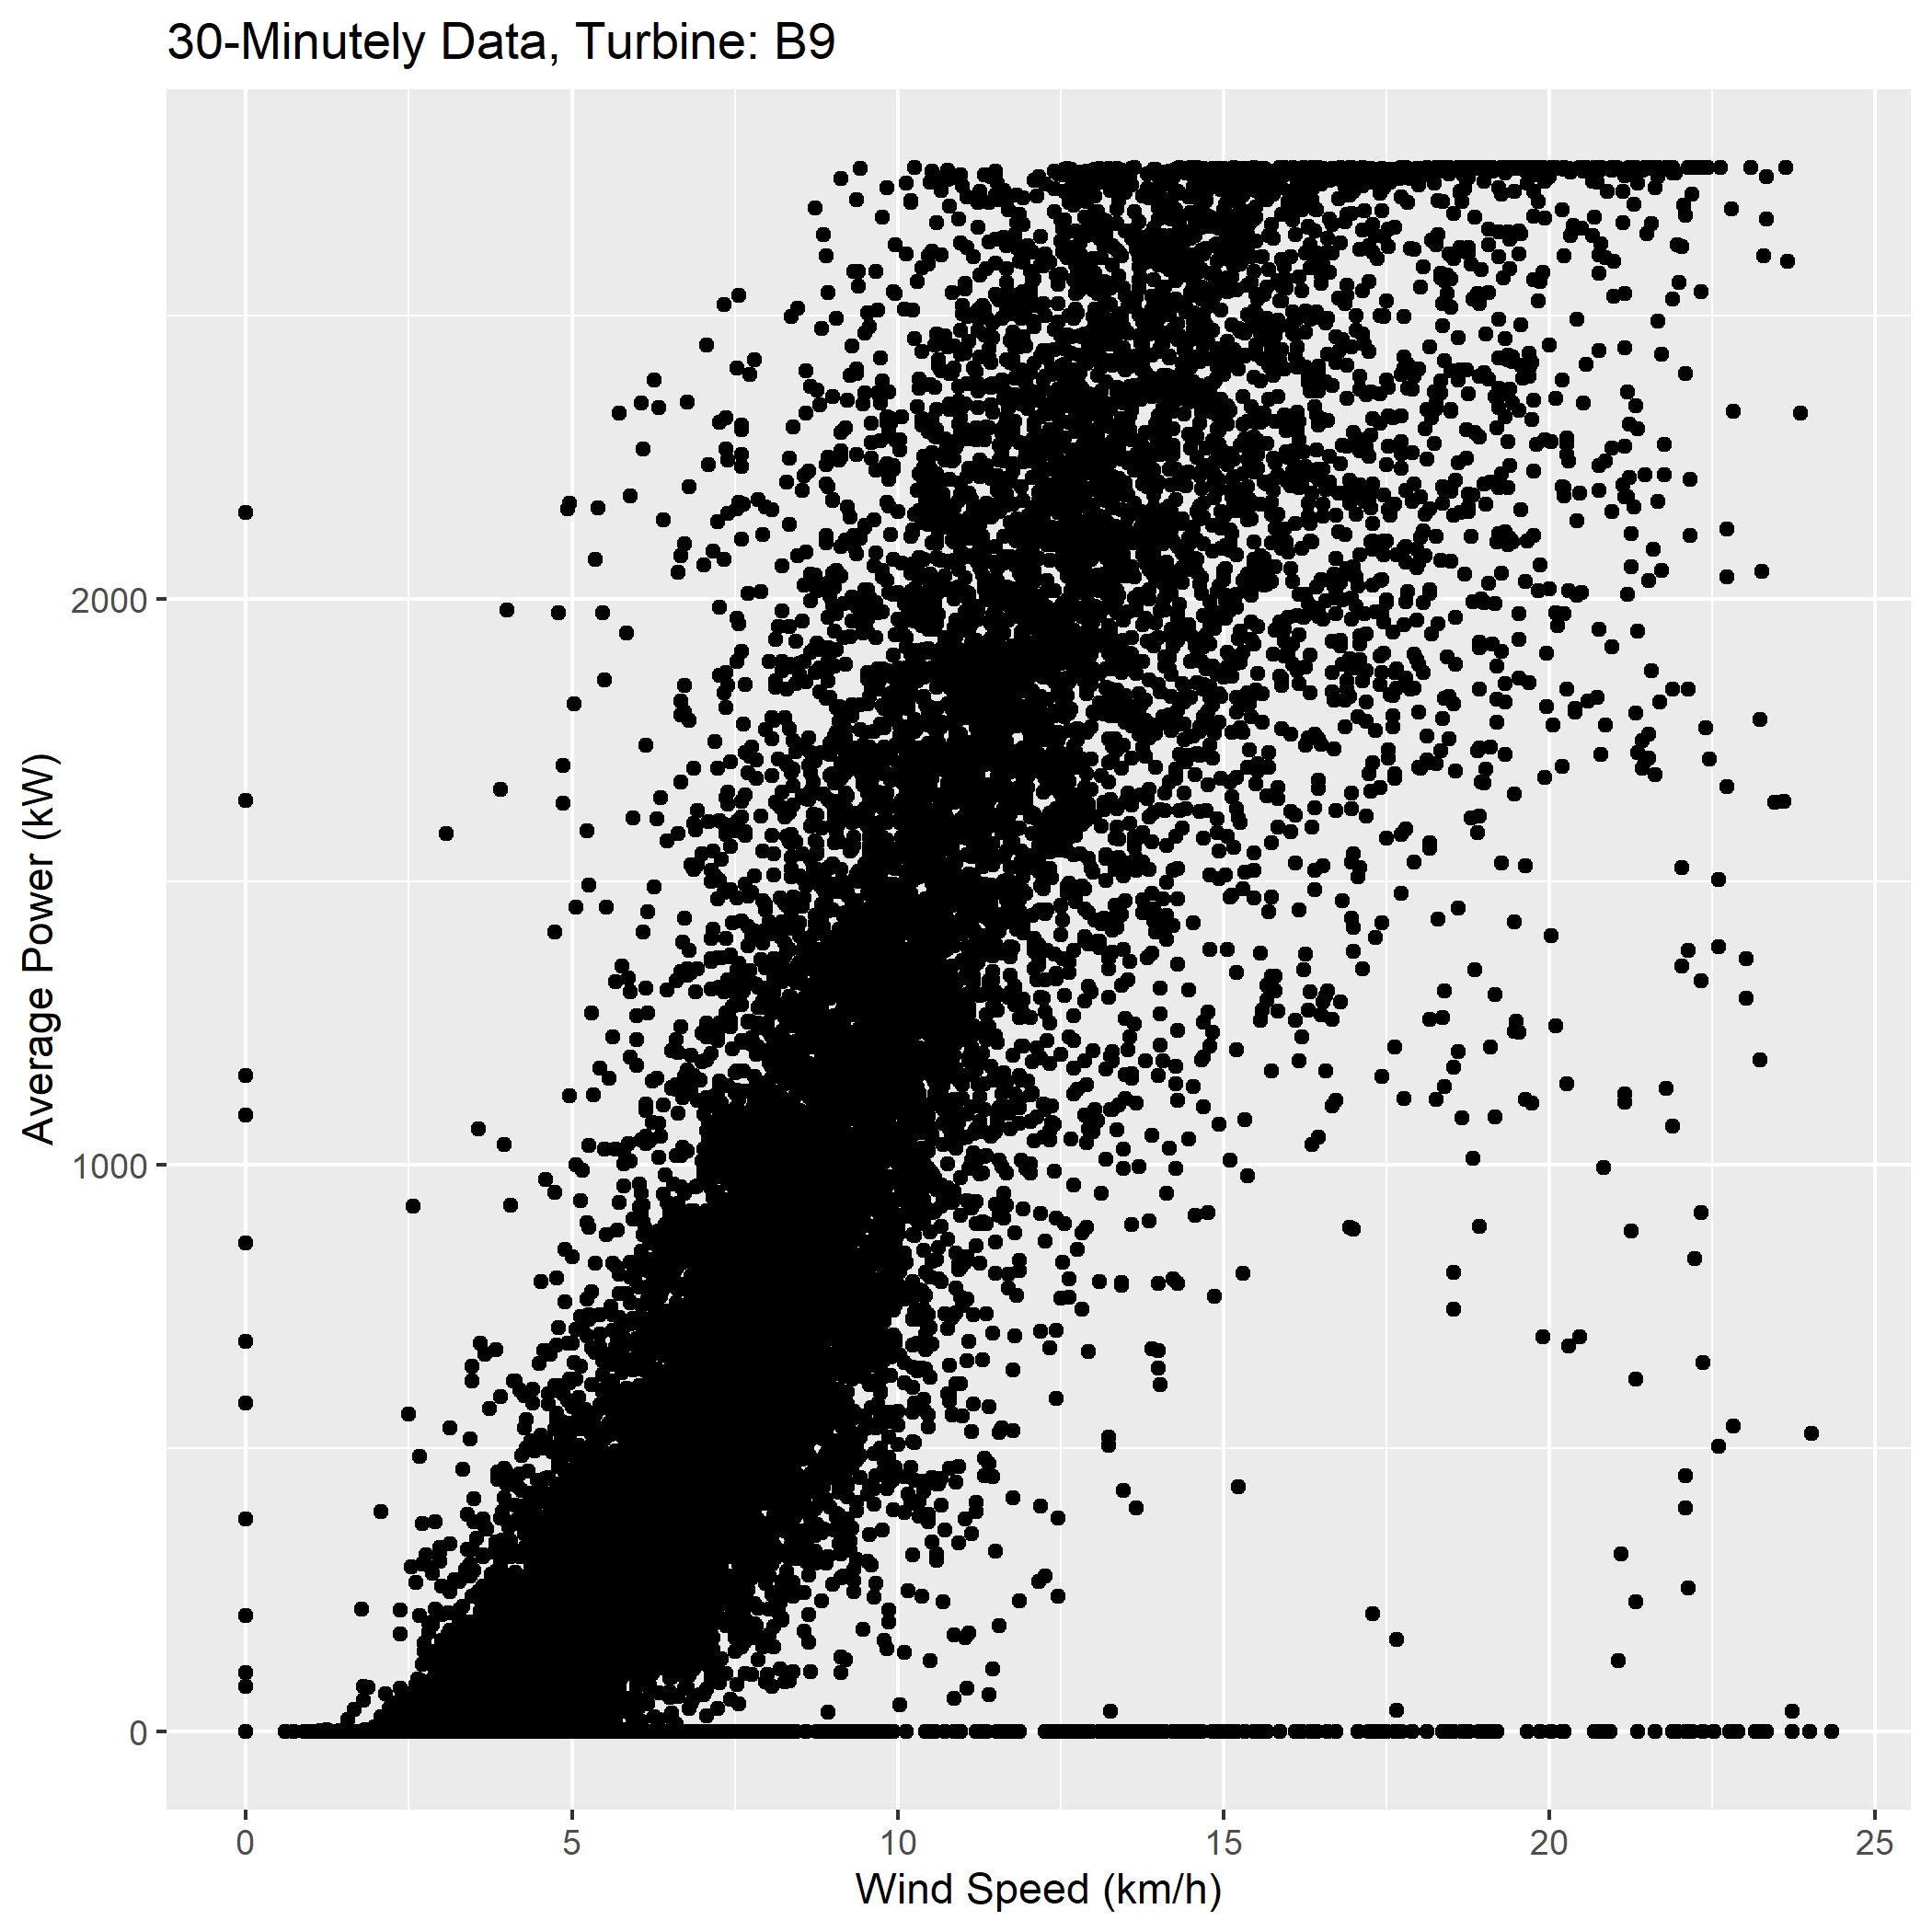 30-Minutely Data, Turbine: B9
Average Power (kW)
2000
1000
0
0 5 10 15 20 25
Wind Speed (km/h)